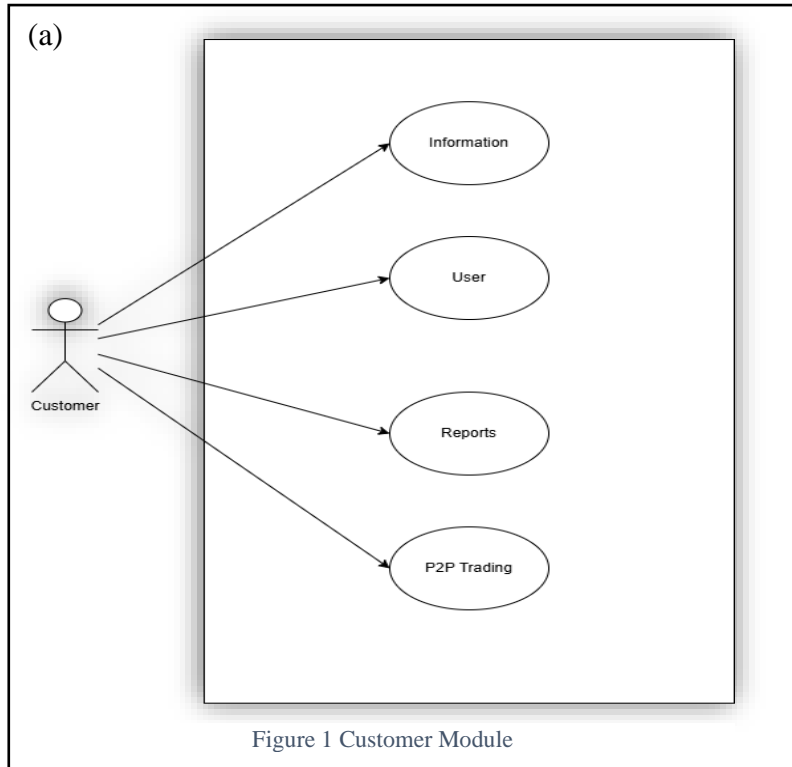 (a)
Information
User
Customer
Reports
P2P Trading
Figure 1 Customer Module